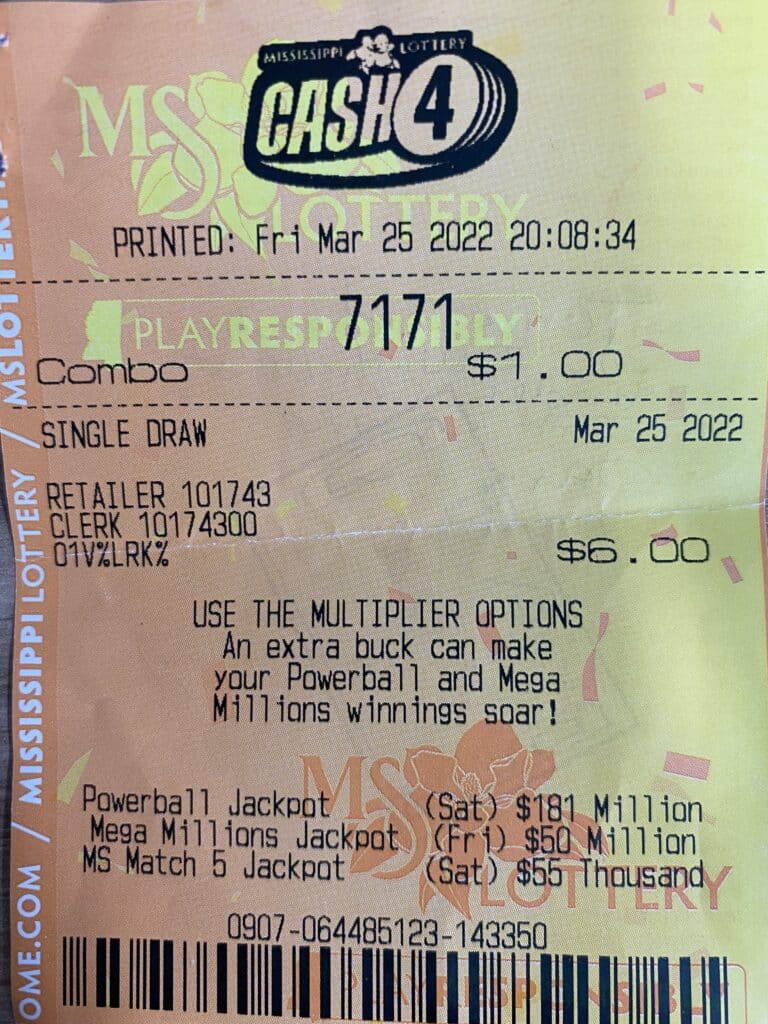 MISSISSIPPI LOTTERY
CASH 4
MS LOTTERY
PRINTED: Fri Mar 25 2022 20:08:34
7171
PLAYRESPONSIBLY
Combo $1.00
SINGLE DRAW Mar 25 2022
RETAILER 101743
CLERK 10174300
01V%LRK% $6.00
USE THE MULTIPLIER OPTIONS
An extra buck can make
your Powerball and Mega
Millions winnings soar!
MS LOTTERY
Powerball Jackpot (Sat) $181 Million
Mega Millions Jackpot (Fri) $50 Million
MS Match 5 Jackpot (Sat) $55 Thousand
0907-064485123-143350
PLAYRESPONSIBLY
OME.COM / MISSISSIPPI LOTTERY / MSLOTTERYH